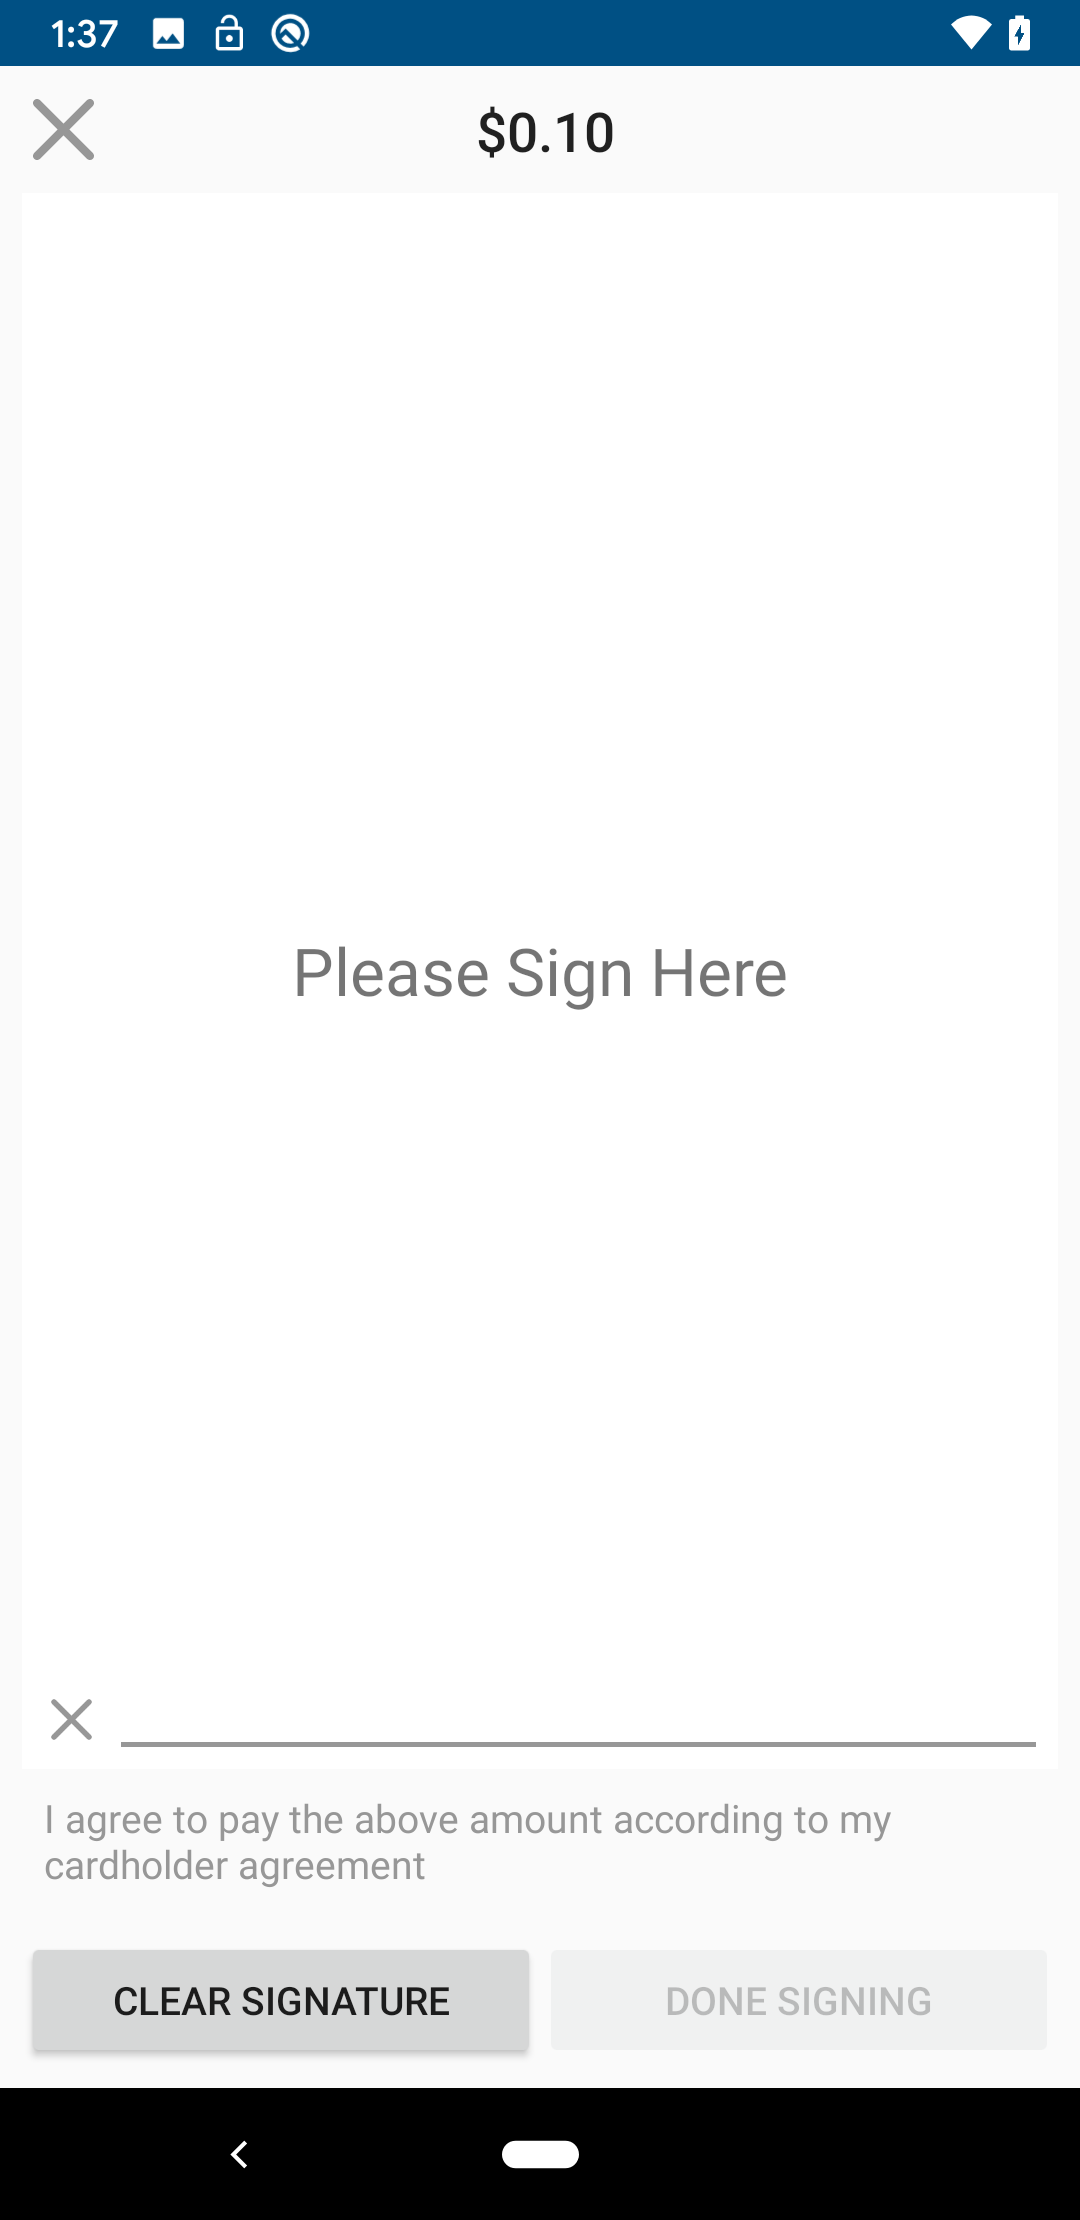 1:37
$0.10
Please Sign Here
I agree to pay the above amount according to my
cardholder agreement
CLEAR SIGNATURE
DONE SIGNING